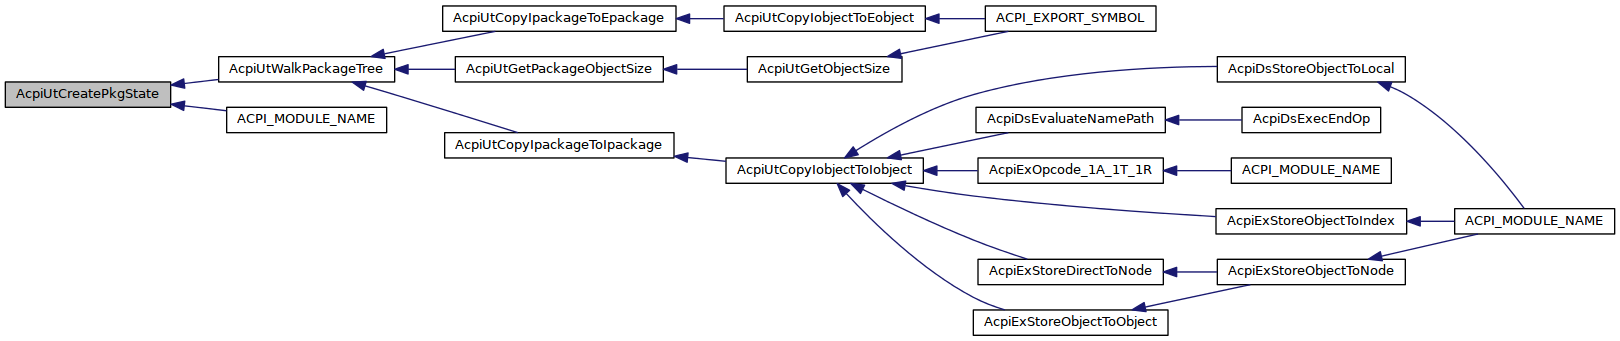 AcpiUtCopyIpackageToEpackage
AcpiUtCopyIobjectToEobject
ACPI_EXPORT_SYMBOL
AcpiUtWalkPackageTree
AcpiUtGetPackageObjectSize
AcpiUtGetObjectSize
AcpiDsStoreObjectToLocal
AcpiUtCreatePkgState
ACPI_MODULE_NAME
AcpiDsEvaluateNamePath
AcpiDsExecEndOp
AcpiUtCopyIpackageToIpackage
AcpiUtCopyIobjectToIobject
AcpiExOpcode_1A_1T_1R
ACPI_MODULE_NAME
AcpiExStoreObjectToIndex
ACPI_MODULE_NAME
AcpiExStoreDirectToNode
AcpiExStoreObjectToNode
AcpiExStoreObjectToObject